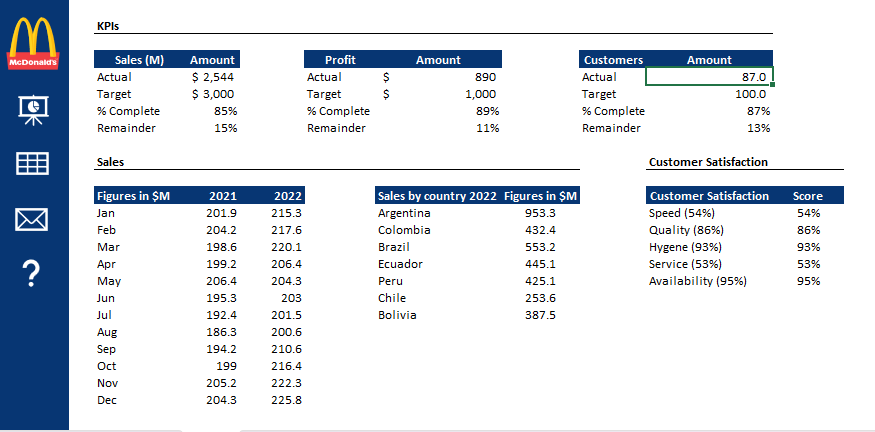 McDonald's
?
KPIs
Sales (M) Amount
Actual $ 2,544
Target $ 3,000
% Complete 85%
Remainder 15%
Profit Amount
Actual $ 890
Target $ 1,000
% Complete 89%
Remainder 11%
Customers Amount
Actual 87.0
Target 100.0
% Complete 87%
Remainder 13%
Sales
Figures in $M 2021 2022
Jan 201.9 215.3
Feb 204.2 217.6
Mar 198.6 220.1
Apr 199.2 206.4
May 206.4 204.3
Jun 195.3 203
Jul 192.4 201.5
Aug 186.3 200.6
Sep 194.2 210.6
Oct 199 216.4
Nov 205.2 222.3
Dec 204.3 225.8
Sales by country 2022 Figures in $M
Argentina 953.3
Colombia 432.4
Brazil 553.2
Ecuador 445.1
Peru 425.1
Chile 253.6
Bolivia 387.5
Customer Satisfaction
Customer Satisfaction Score
Speed (54%) 54%
Quality (86%) 86%
Hygene (93%) 93%
Service (53%) 53%
Availability (95%) 95%